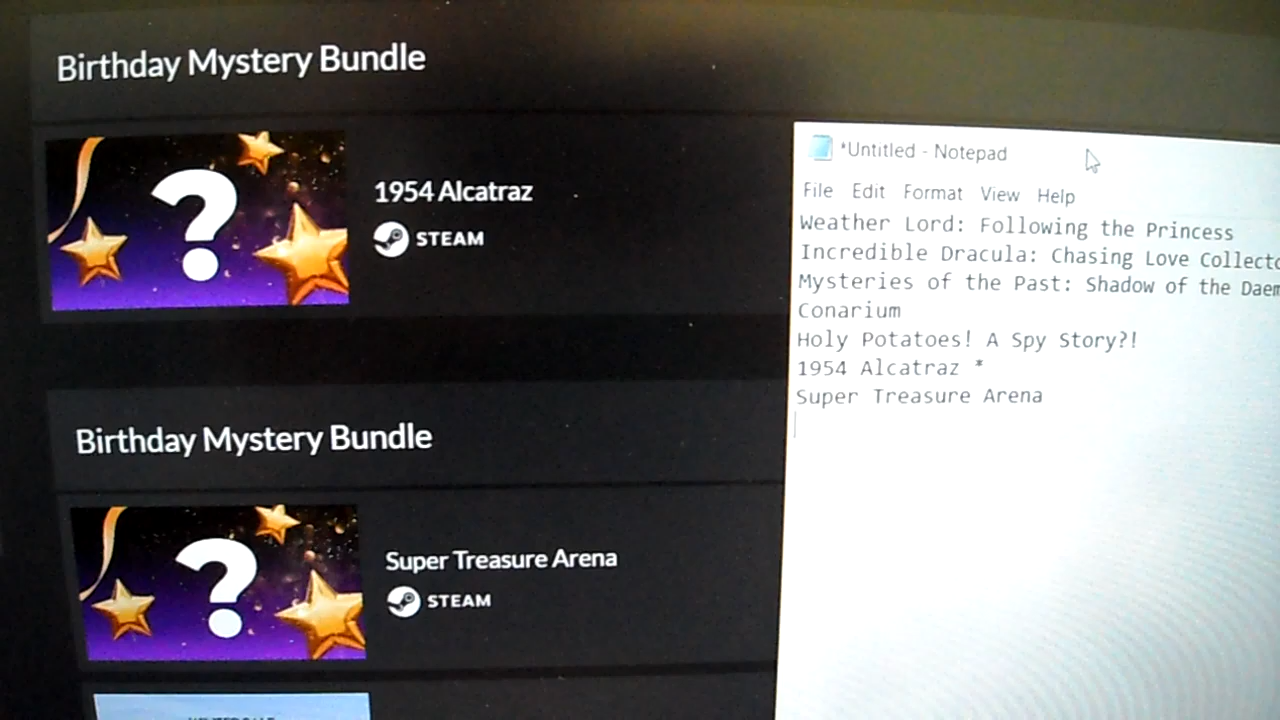 Birthday Mystery Bundle
1954 Alcatraz
STEAM
Birthday Mystery Bundle
Super Treasure Arena
STEAM
*Untitled - Notepad
File Edit Format View Help
Weather Lord: Following the Princess
Incredible Dracula: Chasing Love
Mysteries of the Past: Shadow of the
Conarium
Holy Potatoes! A Spy Story?!
1954 Alcatraz *
Super Treasure Arena